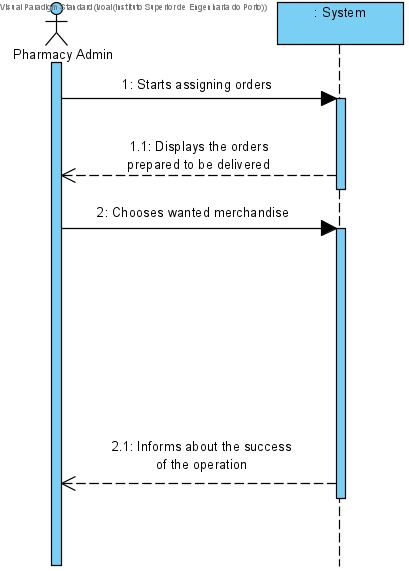 Visual Paradigm Standard (local(Instituto Superior de Engenharia do Porto))
: System
Pharmacy Admin
1: Starts assigning orders
1.1: Displays the orders
prepared to be delivered
2: Chooses wanted merchandise
2.1: Informs about the success
of the operation